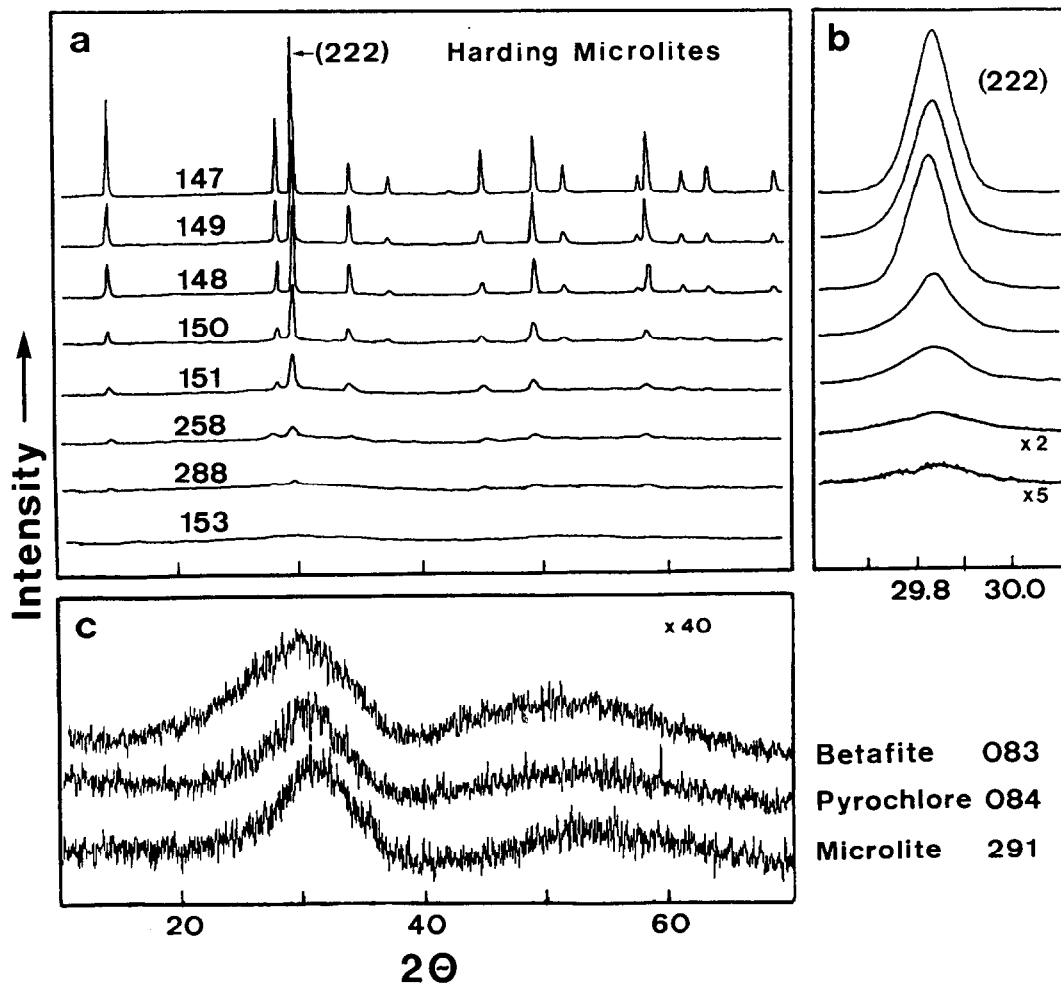 a
(222) Harding Microlites
147
149
148
150
151
258
288
153
b
(222)
x2
x5
29.8 30.0
Intensity
c
x 40
Betafite 083
Pyrochlore 084
Microlite 291
20 40 60
2Θ